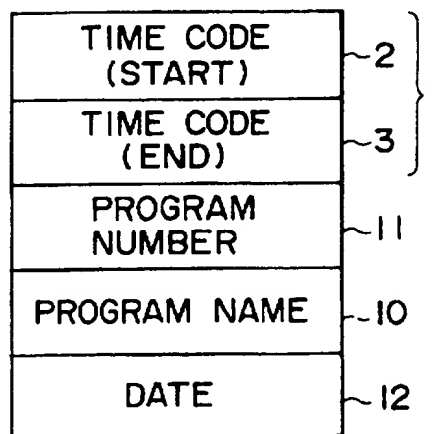 TIME CODE
(START)
2
TIME CODE
(END)
3
PROGRAM
NUMBER
11
PROGRAM NAME
10
DATE
12